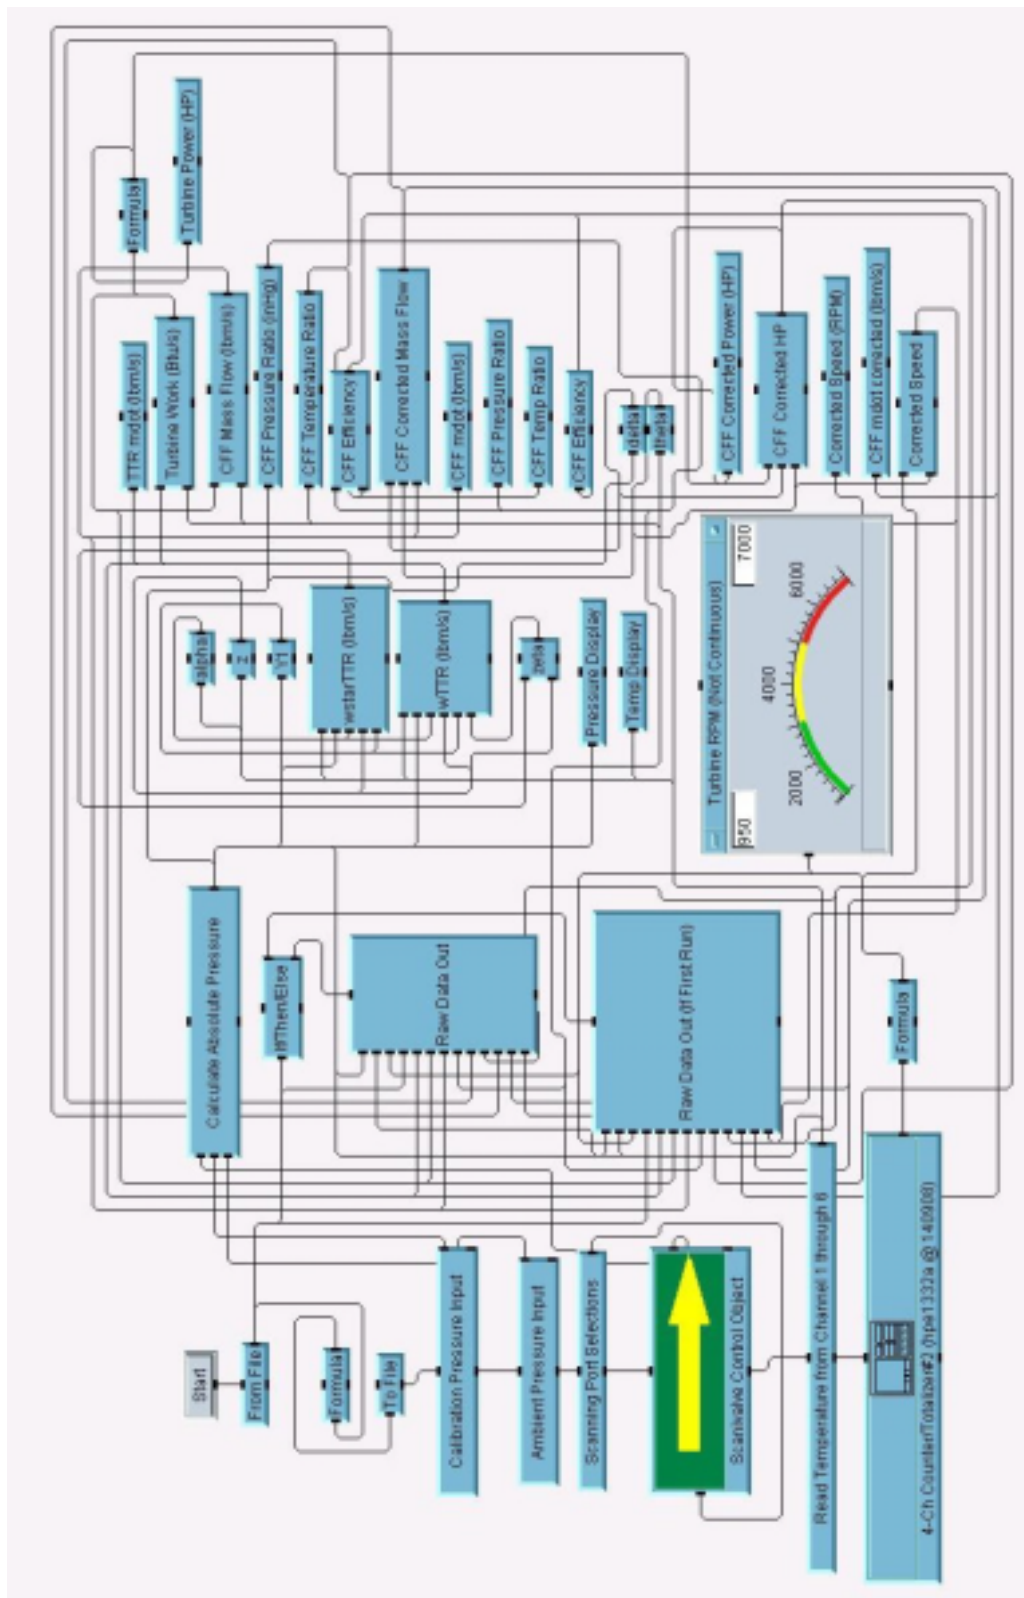 Start
From File
Formula
To File
Calibration Pressure Input
Ambient Pressure Input
Scanning Port Selections
Scanivalve Control Object
Read Temperature from Channel 1 through 6
4-Ch Counter/Totalizer#2 (hpe1332a @ 140908)
Calculate Absolute Pressure
If/Then/Else
Raw Data Out
Raw Data Out (If First Run)
Formula
alpha
z
Y1
wstarTTR (lbm/s)
wTTR (lbm/s)
zeta
Pressure Display
Temp Display
Turbine RPM (Not Continuous)
950
7000
2000
4000
6000
Formula
Turbine Power (HP)
TTR mdot (lbm/s)
Turbine Work (Btu/s)
CFF Mass Flow (lbm/s)
CFF Pressure Ratio (inHg)
CFF Temperature Ratio
CFF Efficiency
CFF Corrected Mass Flow
CFF mdot (lbm/s)
CFF Pressure Ratio
CFF Temp Ratio
CFF Efficiency
delta
theta
CFF Corrected Power (HP)
CFF Corrected HP
Corrected Speed (RPM)
CFF mdot corrected (lbm/s)
Corrected Speed